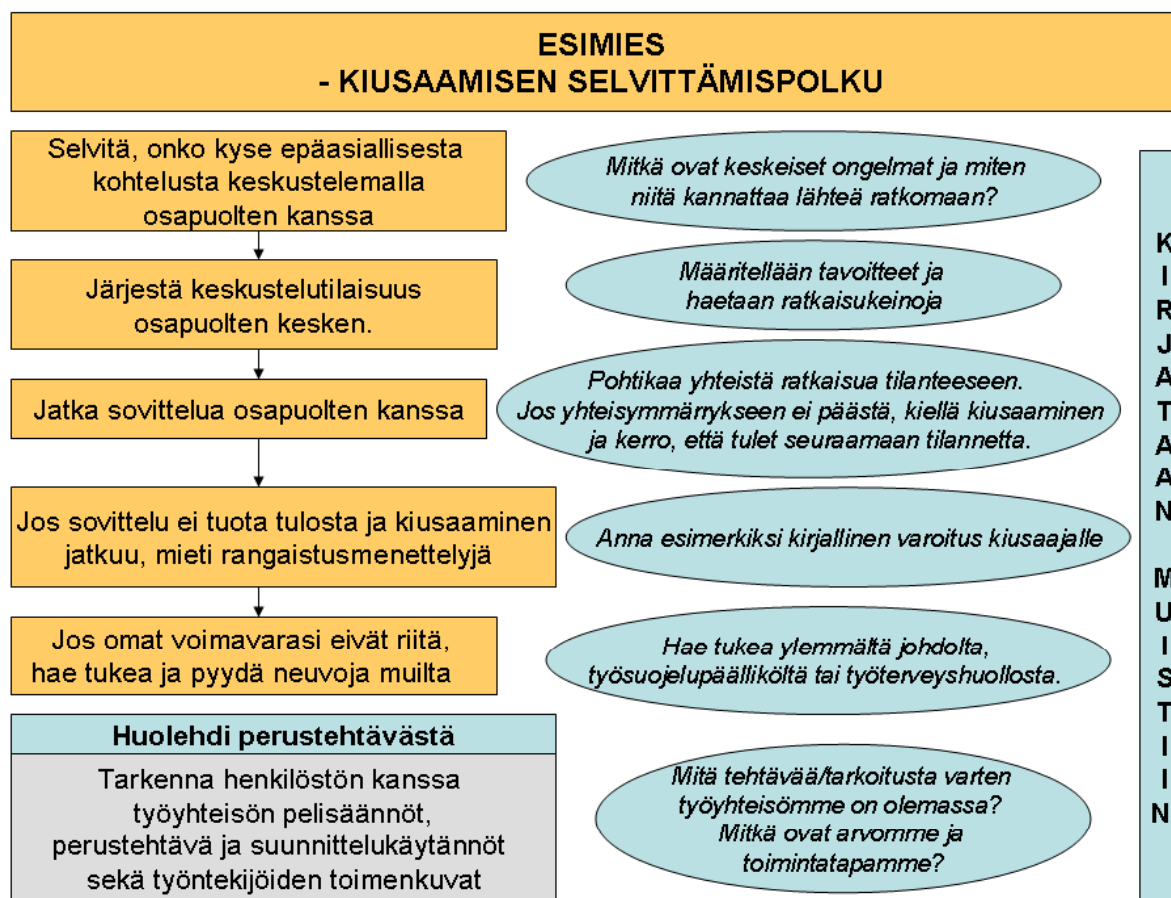 ESIMIES
- KIUSAAMISEN SELVITTÄMISPOLKU
Selvitä, onko kyse epäasiallisesta
kohtelusta keskustelemalla
osapuolten kanssa
Mitkä ovat keskeiset ongelmat ja miten
niitä kannattaa lähteä ratkomaan?
Järjestä keskustelutilaisuus
osapuolten kesken.
Määritellään tavoitteet ja
haetaan ratkaisukeinoja
Jatka sovittelua osapuolten kanssa
Pohtikaa yhteistä ratkaisua tilanteeseen.
Jos yhteisymmärrykseen ei päästä, kiellä kiusaaminen
ja kerro, että tulet seuraamaan tilannetta.
Jos sovittelu ei tuota tulosta ja kiusaaminen
jatkuu, mieti rangaistusmenettelyjä
Anna esimerkiksi kirjallinen varoitus kiusaajalle
Jos omat voimavarasi eivät riitä,
hae tukea ja pyydä neuvoja muilta
Hae tukea ylemmältä johdolta,
työsuojelupäälliköltä tai työterveyshuollosta.
Huolehdi perustehtävästä
Tarkenna henkilöstön kanssa
työyhteisön pelisäännöt,
perustehtävä ja suunnittelukäytännöt
sekä työntekijöiden toimenkuvat
Mitä tehtävää/tarkoitusta varten
työyhteisömme on olemassa?
Mitkä ovat arvomme ja
toimintatapamme?
KIRJATAAN MUISTIIN